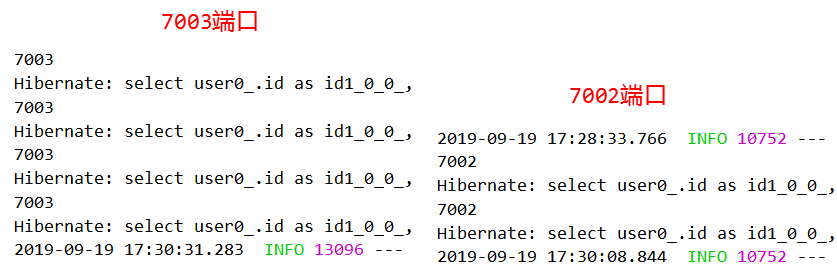 7003端口
7003
Hibernate: select user0_.id as id1_0_0_,
7003
Hibernate: select user0_.id as id1_0_0_,
7003
Hibernate: select user0_.id as id1_0_0_,
7003
Hibernate: select user0_.id as id1_0_0_,
2019-09-19 17:30:31.283  INFO 13096 ---
7002端口
2019-09-19 17:28:33.766  INFO 10752 ---
7002
Hibernate: select user0_.id as id1_0_0_,
7002
Hibernate: select user0_.id as id1_0_0_,
2019-09-19 17:30:08.844  INFO 10752 ---